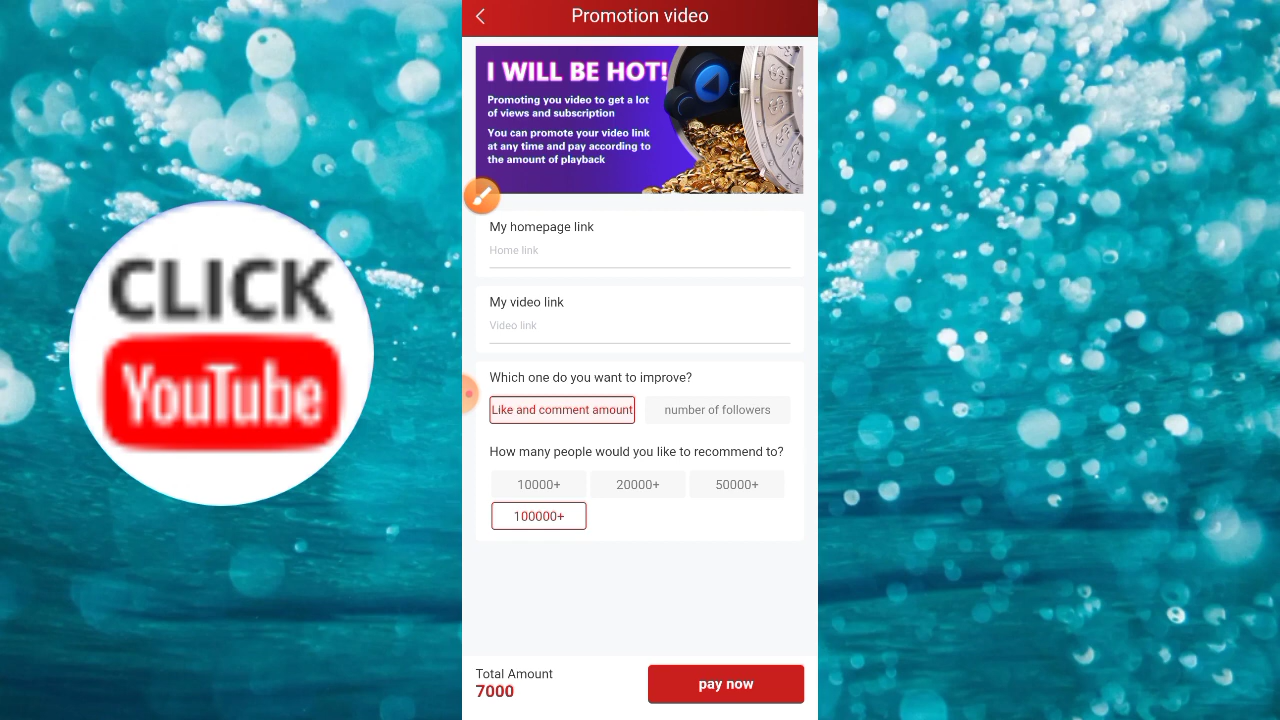 CLICK
YouTube
Promotion video
I WILL BE HOT!
Promoting you video to get a lot
of views and subscription
You can promote your video link
at any time and pay according to
the amount of playback
My homepage link
Home link
My video link
Video link
Which one do you want to improve?
Like and comment amount number of followers
How many people would you like to recommend to?
10000+ 20000+ 50000+
100000+
Total Amount
7000
pay now